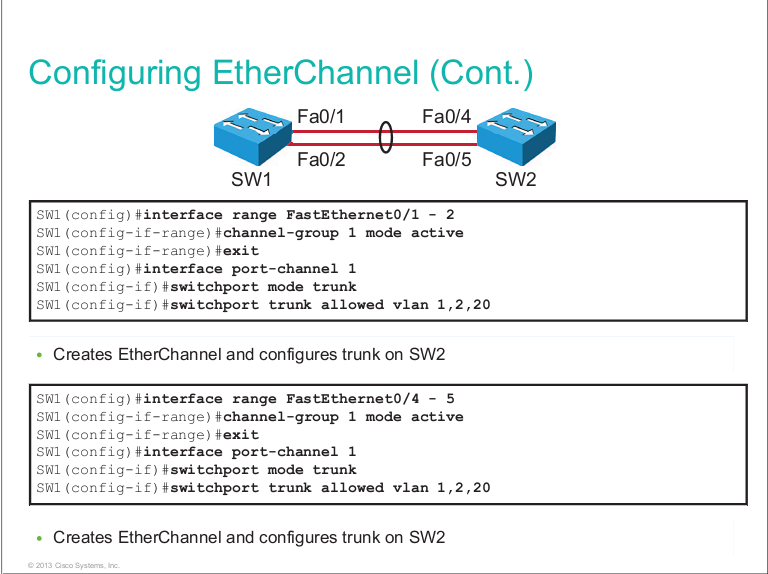 Configuring EtherChannel (Cont.)
Fa0/1 Fa0/4
Fa0/2 Fa0/5
SW1 SW2
SW1(config)#interface range FastEthernet0/1 - 2
SW1(config-if-range)#channel-group 1 mode active
SW1(config-if-range)#exit
SW1(config)#interface port-channel 1
SW1(config-if)#switchport mode trunk
SW1(config-if)#switchport trunk allowed vlan 1,2,20
• Creates EtherChannel and configures trunk on SW2
SW1(config)#interface range FastEthernet0/4 - 5
SW1(config-if-range)#channel-group 1 mode active
SW1(config-if-range)#exit
SW1(config)#interface port-channel 1
SW1(config-if)#switchport mode trunk
SW1(config-if)#switchport trunk allowed vlan 1,2,20
• Creates EtherChannel and configures trunk on SW2
© 2013 Cisco Systems, Inc.